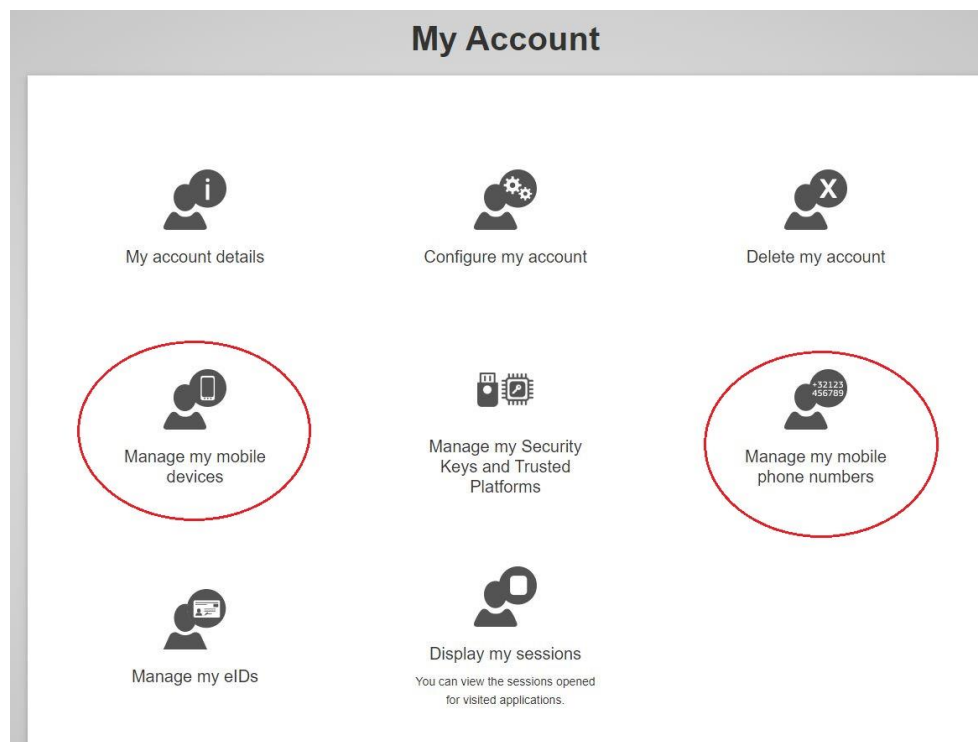 My Account
i
X
My account details
Configure my account
Delete my account
+32123
456789
Manage my mobile
devices
Manage my Security
Keys and Trusted
Platforms
Manage my mobile
phone numbers
Manage my eIDs
Display my sessions
You can view the sessions opened
for visited applications.